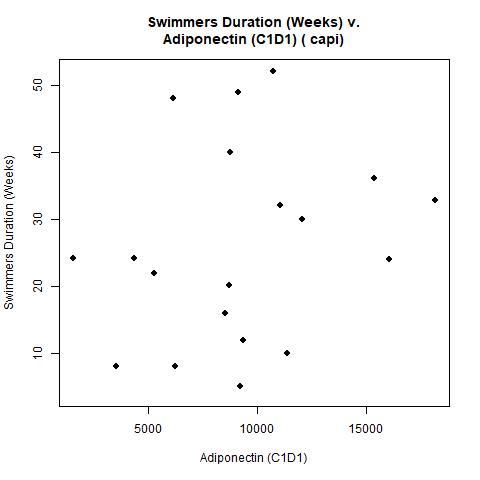 Swimmers Duration (Weeks) v.
Adiponectin (C1D1) ( capi)
Swimmers Duration (Weeks)
50
40
30
20
10
5000
10000
15000
Adiponectin (C1D1)